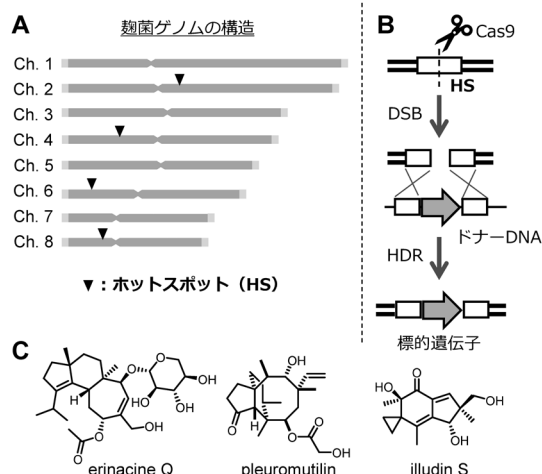 A
麹菌ゲノムの構造
Ch. 1
Ch. 2
Ch. 3
Ch. 4
Ch. 5
Ch. 6
Ch. 7
Ch. 8
▼：ホットスポット（HS）
B
Cas9
HS
DSB
ドナーDNA
HDR
標的遺伝子
C
O
O
OH
HO
OH
O
O
OH
erinacine Q
OH
O
H
O
O
OH
pleuromutilin
O
HO
OH
OH
illudin S